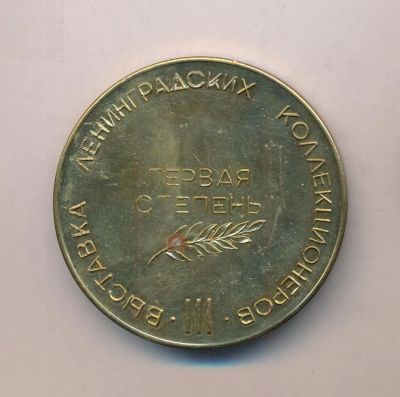 III · ВЫСТАВКА ЛЕНИНГРАДСКИХ КОЛЛЕКЦИОНЕРОВ ·
ПЕРВАЯ
СТЕПЕНЬ